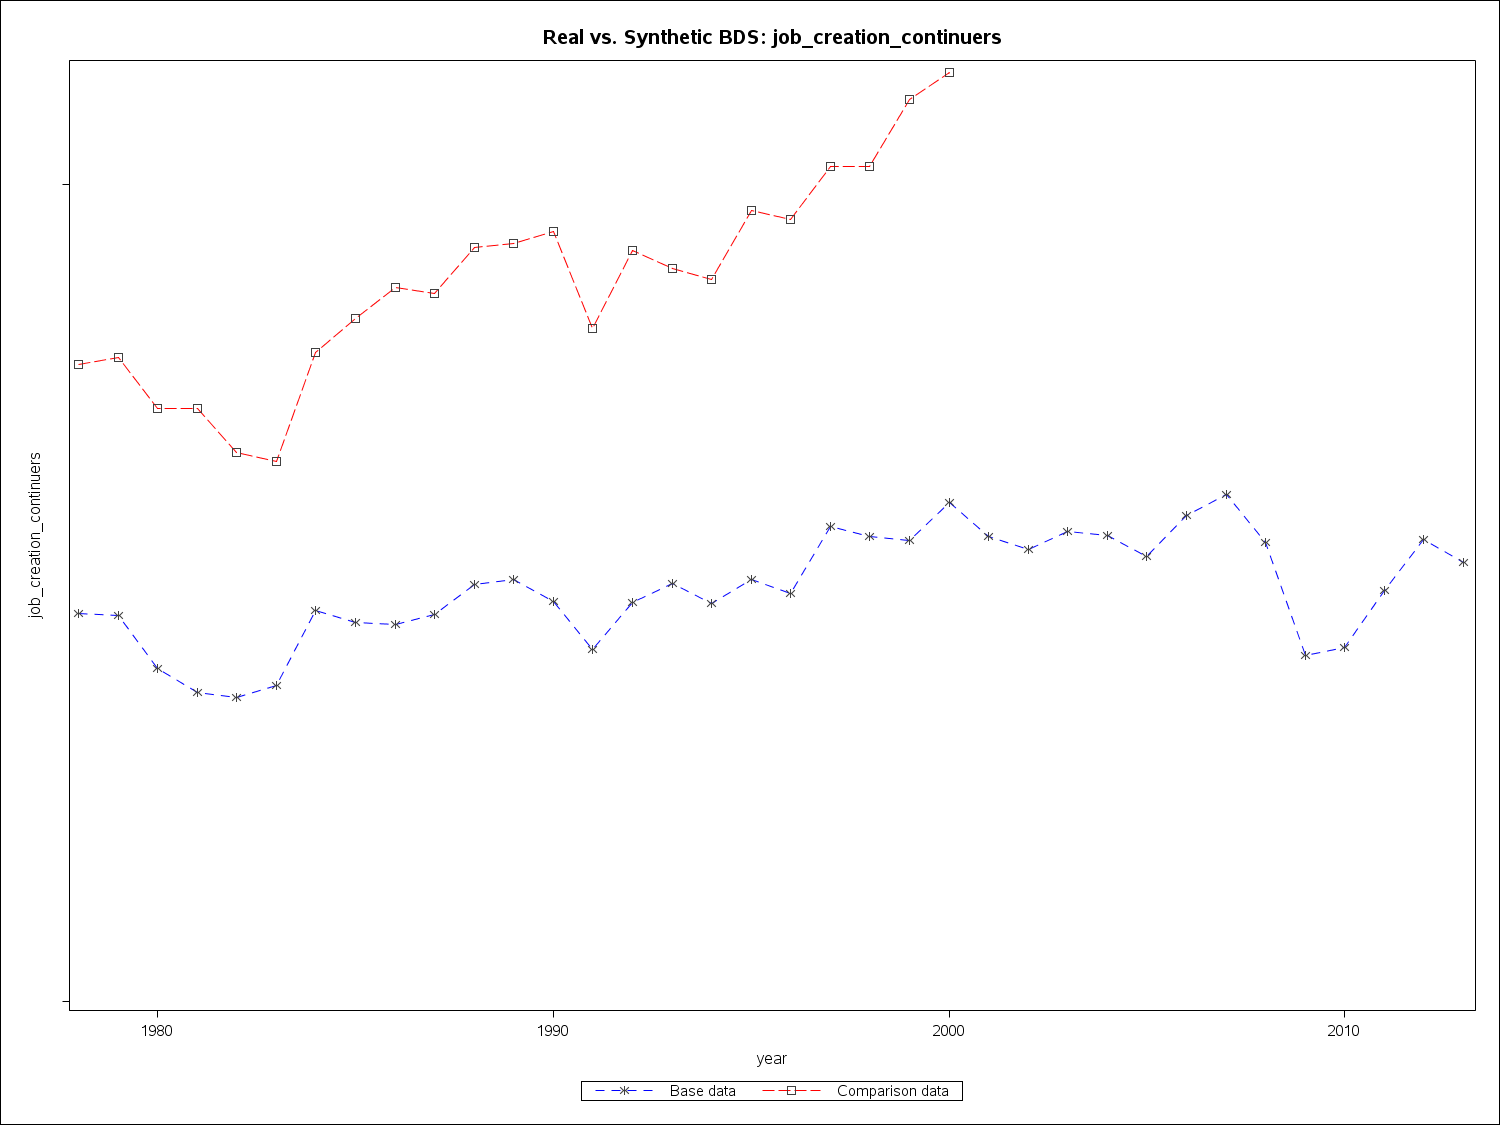 Real vs. Synthetic BDS: job_creation_continuers
job_creation_continuers
1980 1990 2000 2010
year
Base data Comparison data